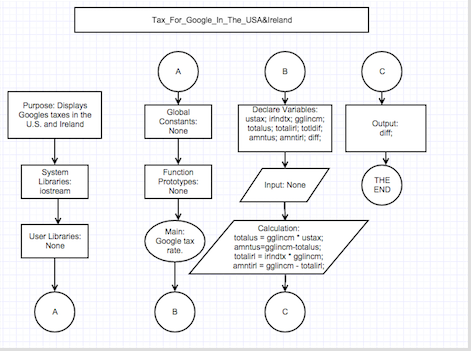 Tax_For_Google_In_The_USA&Ireland
Purpose: Displays
Googles taxes in the
U.S. and Ireland
System
Libraries:
iostream
User Libraries:
None
A
A
Global
Constants:
None
Function
Prototypes:
None
Main:
Google tax
rate.
B
B
Declare Variables:
ustax; irlndtx; gglincm;
totalus; totalirl; totldif;
amntus; amntirl; diff;
Input: None
Calculation:
totalus = gglincm * ustax;
amntus=gglincm-totalus;
totalirl = irlndtx * gglincm;
amntirl = gglincm - totalirl;
C
C
Output:
diff;
THE
END